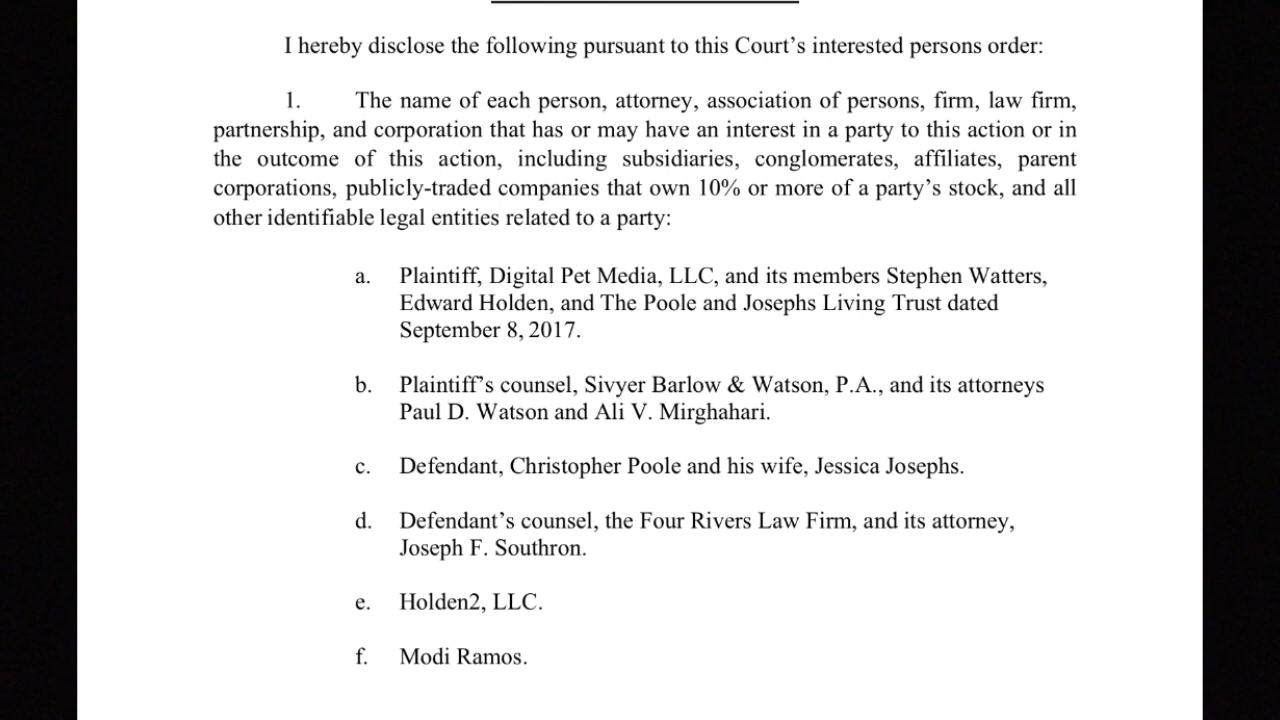 I hereby disclose the following pursuant to this Court’s interested persons order:
1. The name of each person, attorney, association of persons, firm, law firm,
partnership, and corporation that has or may have an interest in a party to this action or in
the outcome of this action, including subsidiaries, conglomerates, affiliates, parent
corporations, publicly-traded companies that own 10% or more of a party’s stock, and all
other identifiable legal entities related to a party:
a. Plaintiff, Digital Pet Media, LLC, and its members Stephen Watters,
Edward Holden, and The Poole and Josephs Living Trust dated
September 8, 2017.
b. Plaintiff’s counsel, Sivyer Barlow & Watson, P.A., and its attorneys
Paul D. Watson and Ali V. Mirghahari.
c. Defendant, Christopher Poole and his wife, Jessica Josephs.
d. Defendant’s counsel, the Four Rivers Law Firm, and its attorney,
Joseph F. Southron.
e. Holden2, LLC.
f. Modi Ramos.